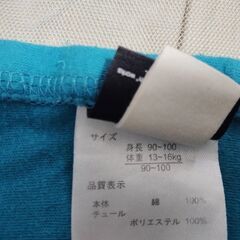 サイズ
身長 90-100
体重 13-16kg
90-100
品質表示
本体 綿 100%
チュール ポリエステル 100%